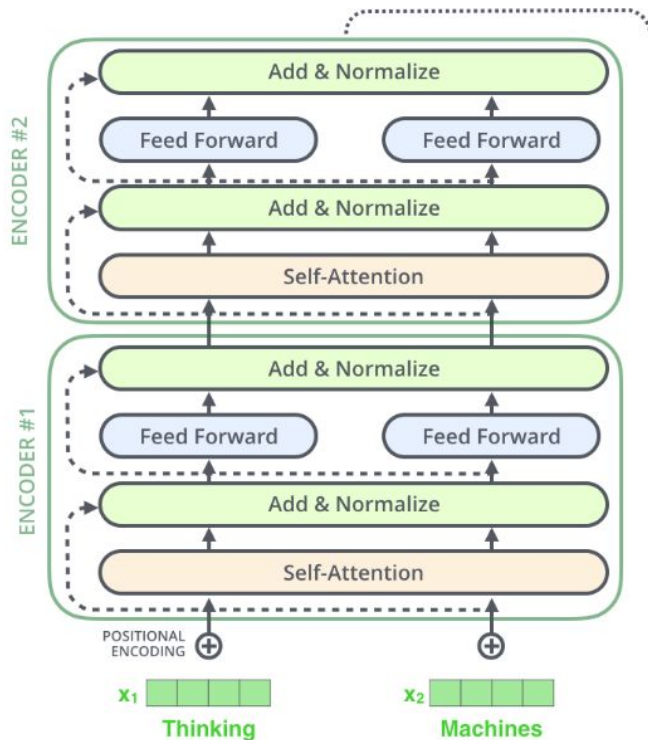 ENCODER #2
Add & Normalize
Feed Forward Feed Forward
Add & Normalize
Self-Attention
ENCODER #1
Add & Normalize
Feed Forward Feed Forward
Add & Normalize
Self-Attention
POSITIONAL
ENCODING
x₁ x₂
Thinking Machines